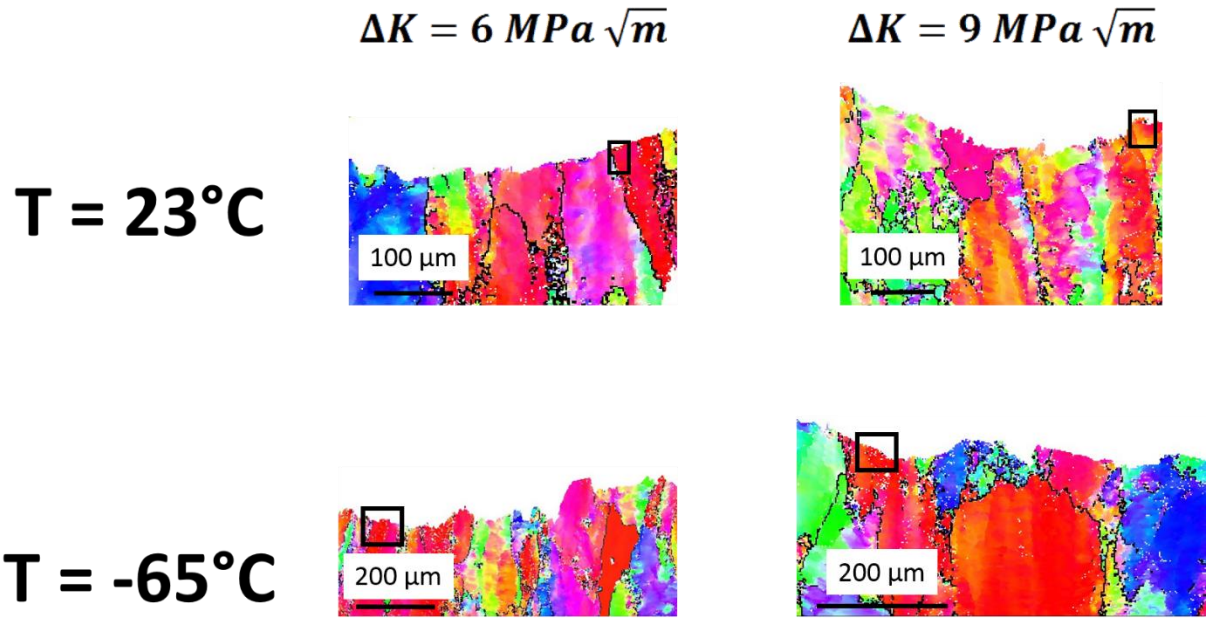 ΔK = 6 MPa √m
ΔK = 9 MPa √m
T = 23°C
100 μm
100 μm
T = -65°C
200 μm
200 μm